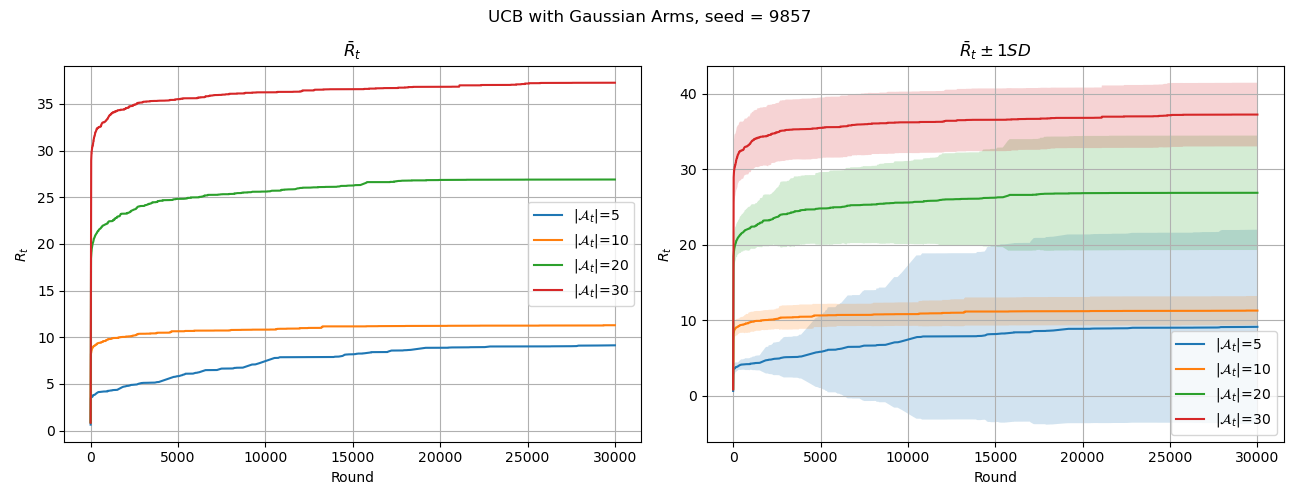 UCB with Gaussian Arms, seed = 9857
R̄ₜ
R̄ₜ ± 1SD
Rₜ
35
30
25
20
15
10
5
0
|𝒜ₜ|=5
|𝒜ₜ|=10
|𝒜ₜ|=20
|𝒜ₜ|=30
0
5000
10000
15000
20000
25000
30000
Round
Rₜ
40
30
20
10
0
|𝒜ₜ|=5
|𝒜ₜ|=10
|𝒜ₜ|=20
|𝒜ₜ|=30
0
5000
10000
15000
20000
25000
30000
Round